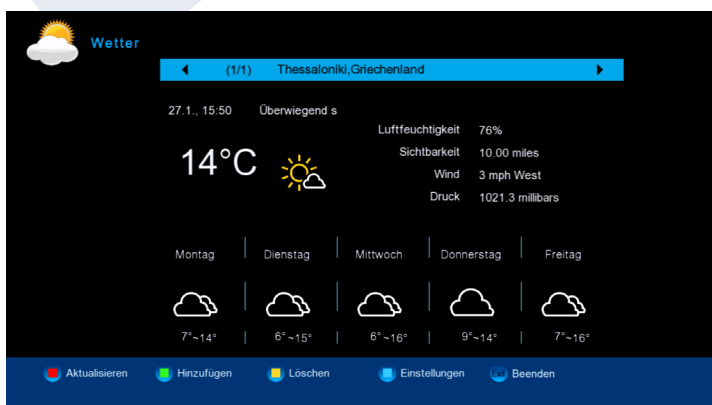 Wetter
(1/1) Thessaloniki,Griechenland
27.1., 15:50 Überwiegend s
Luftfeuchtigkeit 76%
14°C
Sichtbarkeit 10.00 miles
Wind 3 mph West
Druck 1021.3 millibars
Montag Dienstag Mittwoch Donnerstag Freitag
7°~14° 6°~15° 6°~16° 9°~14° 7°~16°
Aktualisieren Hinzufügen Löschen Einstellungen Beenden